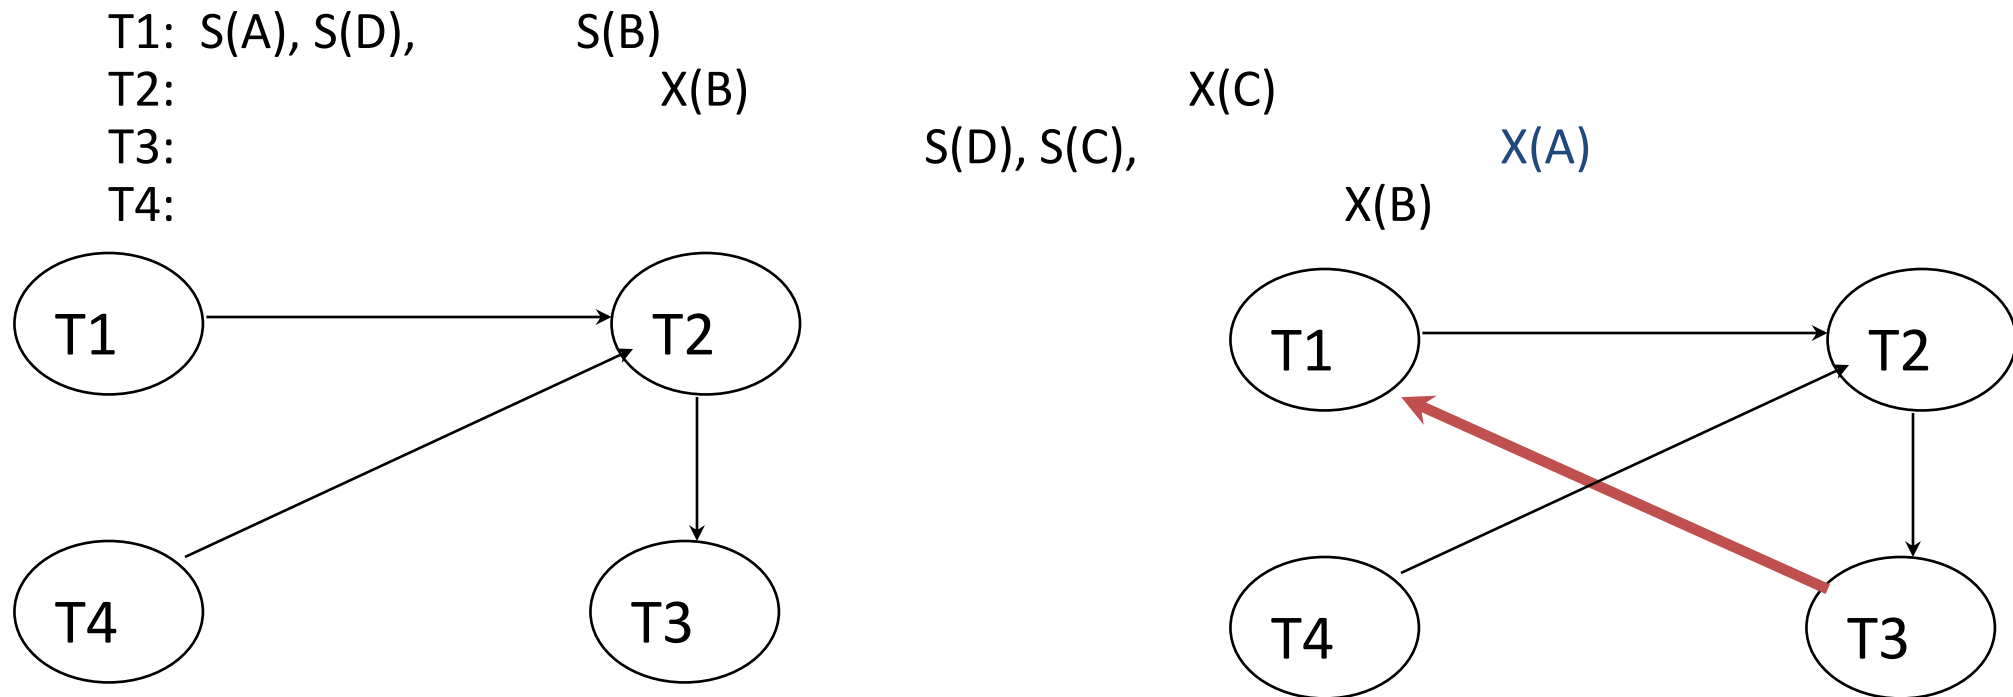 T1: S(A), S(D), S(B)
T2: X(B) X(C)
T3: S(D), S(C), X(A)
T4: X(B)
T1 T2 T1 T2
T4 T3 T4 T3